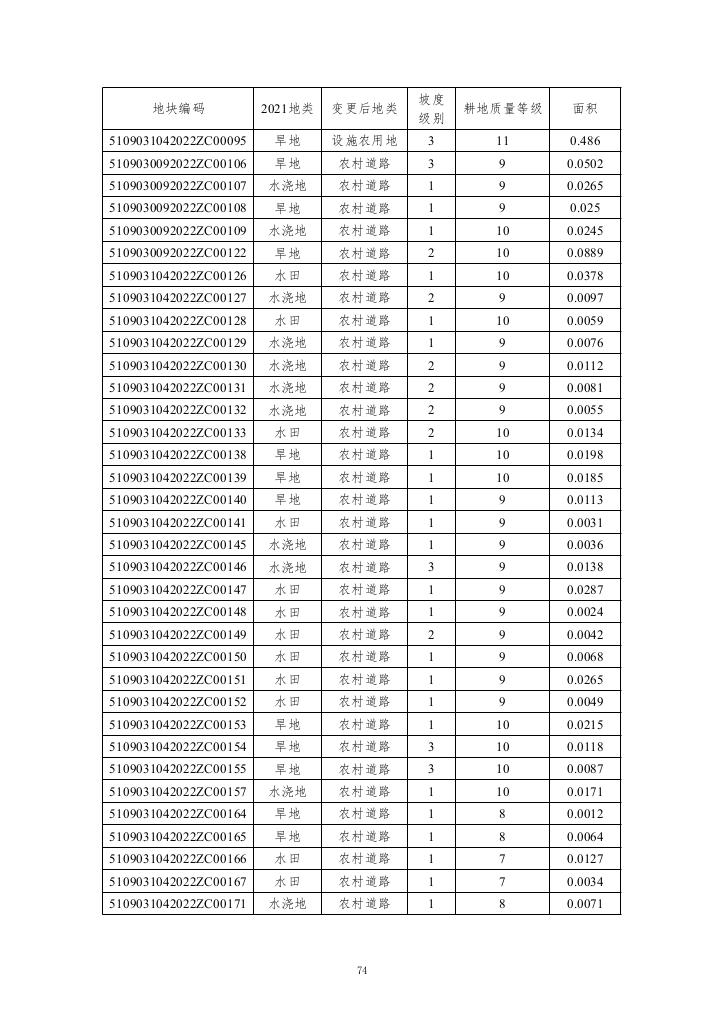 地块编码 2021地类 变更后地类 坡度级别 耕地质量等级 面积
5109031042022ZC00095 旱地 设施农用地 3 11 0.486
5109030092022ZC00106 旱地 农村道路 3 9 0.0502
5109030092022ZC00107 水浇地 农村道路 1 9 0.0265
5109030092022ZC00108 旱地 农村道路 1 9 0.025
5109030092022ZC00109 水浇地 农村道路 1 10 0.0245
5109030092022ZC00122 旱地 农村道路 2 10 0.0889
5109031042022ZC00126 水田 农村道路 1 10 0.0378
5109031042022ZC00127 水浇地 农村道路 2 9 0.0097
5109031042022ZC00128 水田 农村道路 1 10 0.0059
5109031042022ZC00129 水浇地 农村道路 1 9 0.0076
5109031042022ZC00130 水浇地 农村道路 2 9 0.0112
5109031042022ZC00131 水浇地 农村道路 2 9 0.0081
5109031042022ZC00132 水浇地 农村道路 2 9 0.0055
5109031042022ZC00133 水田 农村道路 2 10 0.0134
5109031042022ZC00138 旱地 农村道路 1 10 0.0198
5109031042022ZC00139 旱地 农村道路 1 10 0.0185
5109031042022ZC00140 旱地 农村道路 1 9 0.0113
5109031042022ZC00141 水田 农村道路 1 9 0.0031
5109031042022ZC00145 水浇地 农村道路 1 9 0.0036
5109031042022ZC00146 水浇地 农村道路 3 9 0.0138
5109031042022ZC00147 水田 农村道路 1 9 0.0287
5109031042022ZC00148 水田 农村道路 1 9 0.0024
5109031042022ZC00149 水田 农村道路 2 9 0.0042
5109031042022ZC00150 水田 农村道路 1 9 0.0068
5109031042022ZC00151 水田 农村道路 1 9 0.0265
5109031042022ZC00152 水田 农村道路 1 9 0.0049
5109031042022ZC00153 旱地 农村道路 1 10 0.0215
5109031042022ZC00154 旱地 农村道路 3 10 0.0118
5109031042022ZC00155 旱地 农村道路 3 10 0.0087
5109031042022ZC00157 水浇地 农村道路 1 10 0.0171
5109031042022ZC00164 旱地 农村道路 1 8 0.0012
5109031042022ZC00165 旱地 农村道路 1 8 0.0064
5109031042022ZC00166 水田 农村道路 1 7 0.0127
5109031042022ZC00167 水田 农村道路 1 7 0.0034
5109031042022ZC00171 水浇地 农村道路 1 8 0.0071
74